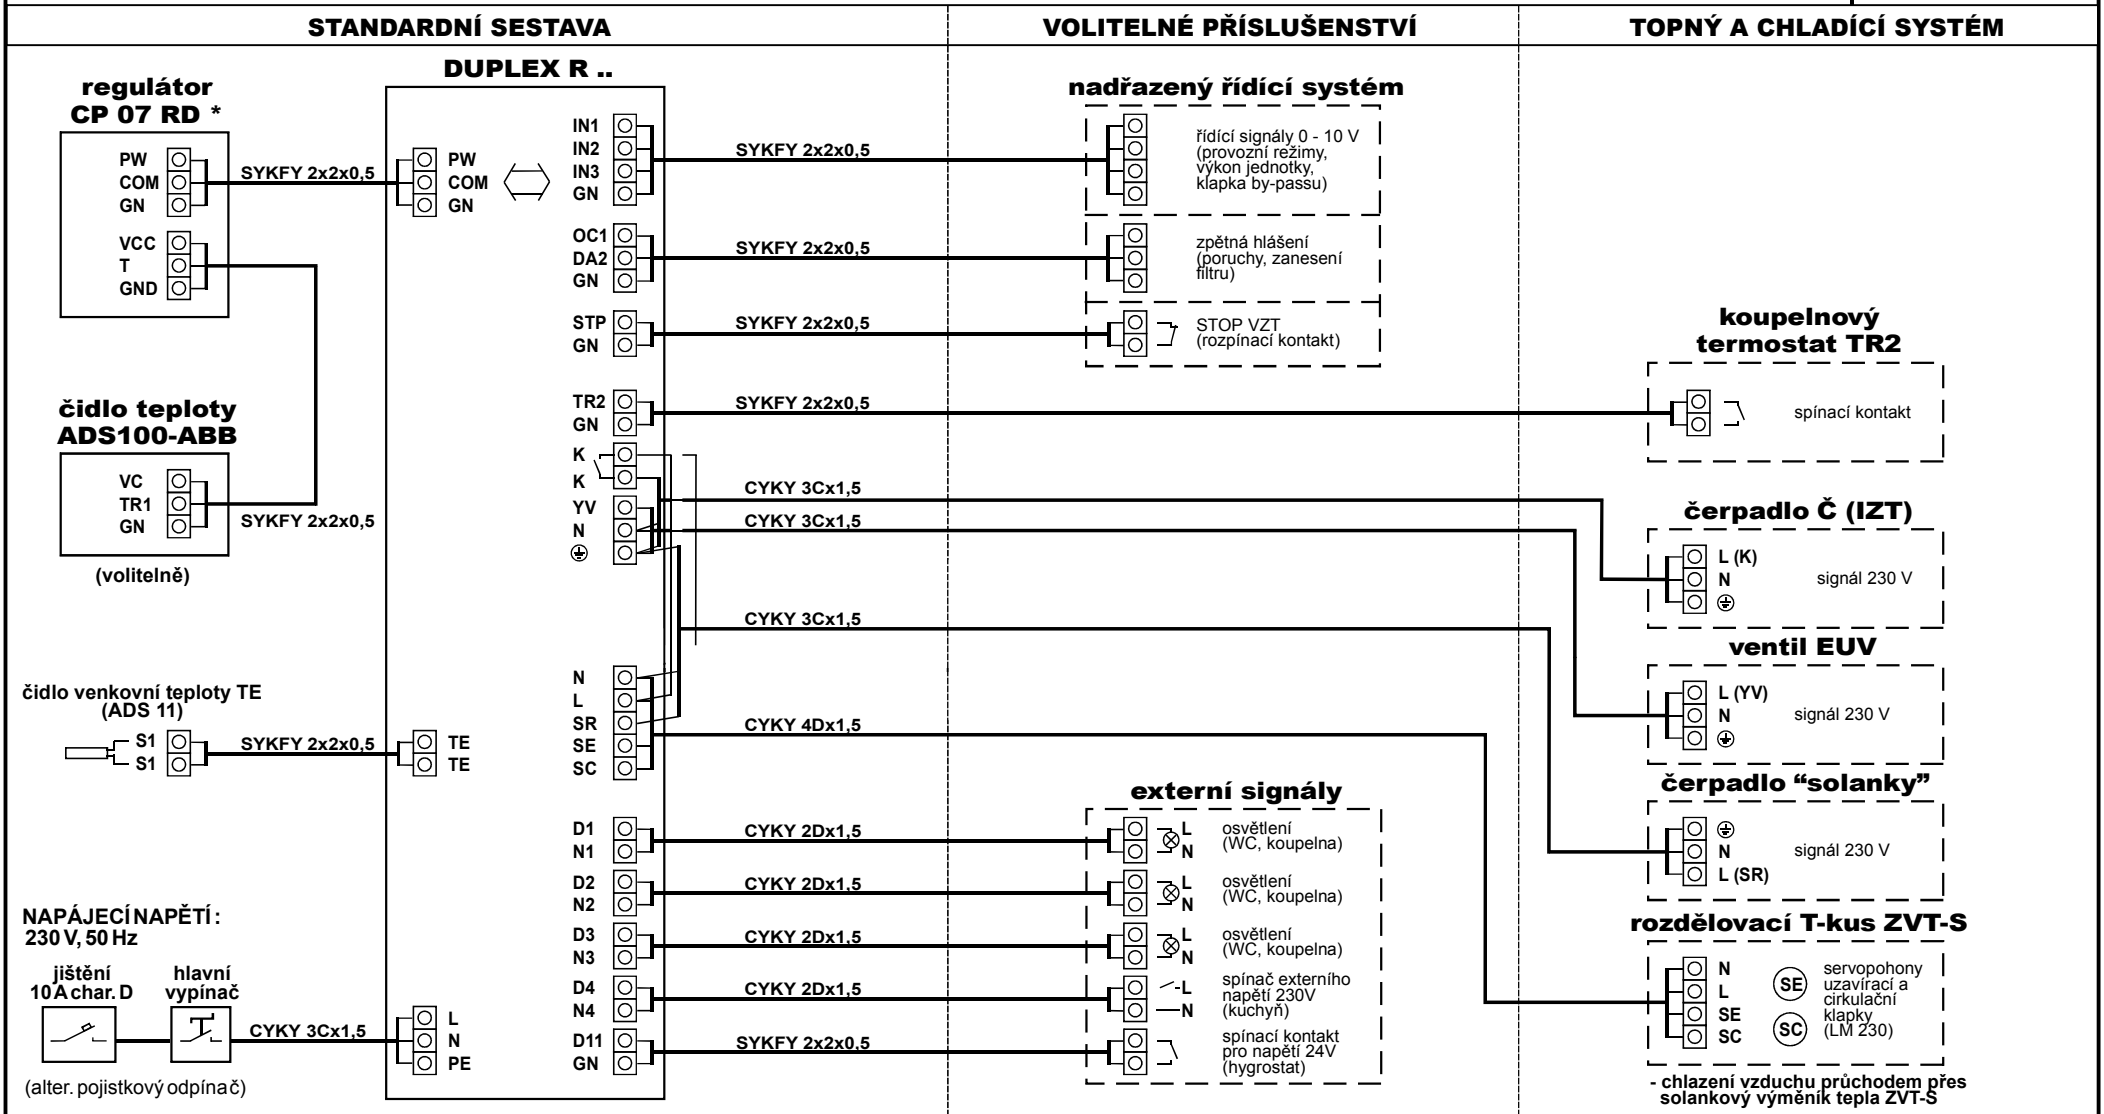 STANDARDNÍ SESTAVA
VOLITELNÉ PŘÍSLUŠENSTVÍ
TOPNÝ A CHLADÍCÍ SYSTÉM
regulátor
CP 07 RD *
PW
COM
GN
VCC
T
GND
SYKFY 2x2x0,5
čidlo teploty
ADS100-ABB
VC
TR1
GN
SYKFY 2x2x0,5
(volitelně)
čidlo venkovní teploty TE
(ADS 11)
S1
S1
SYKFY 2x2x0,5
NAPÁJECÍ NAPĚTÍ :
230 V, 50 Hz
jištění
10 A char. D
hlavní
vypínač
CYKY 3Cx1,5
(alter. pojistkový odpínač)
DUPLEX R ..
PW
COM
GN
TE
TE
L
N
PE
IN1
IN2
IN3
GN
OC1
DA2
GN
STP
GN
TR2
GN
K
K
YV
N
N
L
SR
SE
SC
D1
N1
D2
N2
D3
N3
D4
N4
D11
GN
SYKFY 2x2x0,5
SYKFY 2x2x0,5
SYKFY 2x2x0,5
SYKFY 2x2x0,5
CYKY 3Cx1,5
CYKY 3Cx1,5
CYKY 3Cx1,5
CYKY 4Dx1,5
CYKY 2Dx1,5
CYKY 2Dx1,5
CYKY 2Dx1,5
CYKY 2Dx1,5
SYKFY 2x2x0,5
nadřazený řídící systém
řídící signály 0 - 10 V
(provozní režimy,
výkon jednotky,
klapka by-passu)
zpětná hlášení
(poruchy, zanesení
filtru)
STOP VZT
(rozpínací kontakt)
externí signály
L
N
osvětlení
(WC, koupelna)
L
N
osvětlení
(WC, koupelna)
L
N
osvětlení
(WC, koupelna)
L
N
spínač externího
napětí 230V
(kuchyň)
spínací kontakt
pro napětí 24V
(hygrostat)
koupelnový
termostat TR2
spínací kontakt
čerpadlo Č (IZT)
L (K)
N
signál 230 V
ventil EUV
L (YV)
N
signál 230 V
čerpadlo “solanky”
N
L (SR)
signál 230 V
rozdělovací T-kus ZVT-S
N
L
SE
SC
SE
SC
servopohony
uzavírací a
cirkulační
klapky
(LM 230)
- chlazení vzduchu průchodem přes
solankový výměník tepla ZVT-S